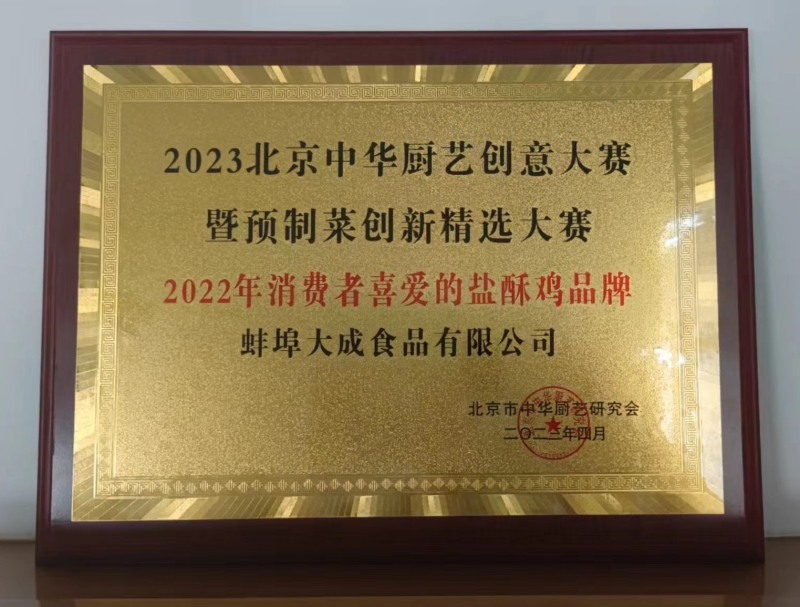 2023北京中华厨艺创意大赛
暨预制菜创新精选大赛
2022年消费者喜爱的盐酥鸡品牌
蚌埠大成食品有限公司
北京市中华厨艺研究会
二〇二三年四月